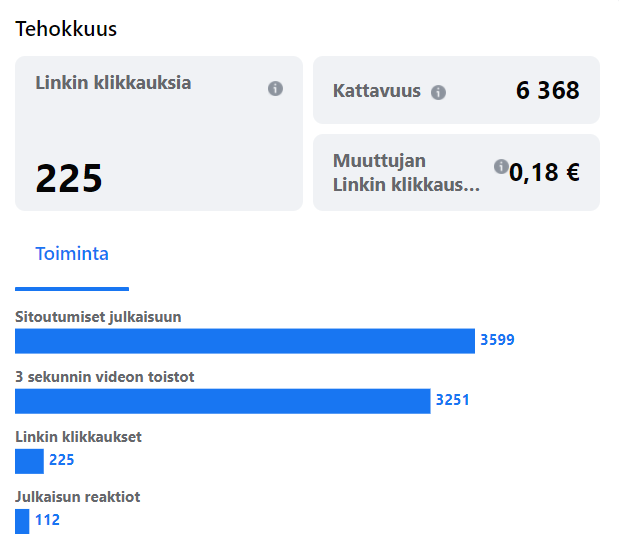 Tehokkuus
Linkin klikkauksia
225
Kattavuus
6 368
Muuttujan
Linkin klikkaus...
0,18 €
Toiminta
Sitoutumiset julkaisuun
3599
3 sekunnin videon toistot
3251
Linkin klikkaukset
225
Julkaisun reaktiot
112